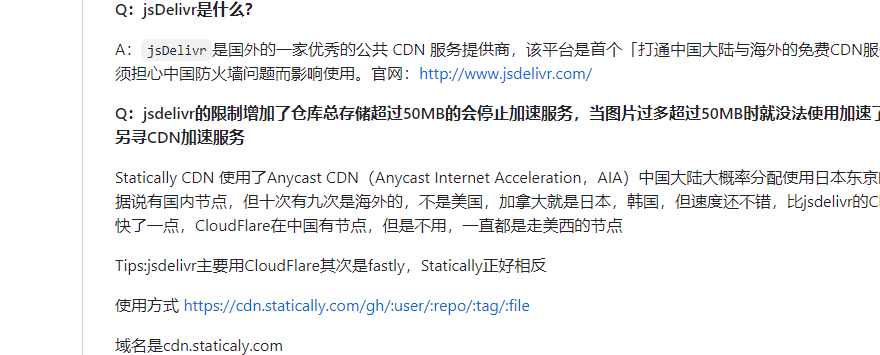 Q：jsDelivr是什么？
A： jsDelivr 是国外的一家优秀的公共 CDN 服务提供商，该平台是首个「打通中国大陆与海外的免费CDN服
须担心中国防火墙问题而影响使用。官网：http://www.jsdelivr.com/
Q：jsdelivr的限制增加了仓库总存储超过50MB的会停止加速服务，当图片过多超过50MB时就没法使用加速了
另寻CDN加速服务
Statically CDN 使用了Anycast CDN（Anycast Internet Acceleration，AIA）中国大陆大概率分配使用日本东京
据说有国内节点，但十次有九次是海外的，不是美国，加拿大就是日本，韩国，但速度还不错，比jsdelivr的C
快了一点，CloudFlare在中国有节点，但是不用，一直都是走美西的节点
Tips:jsdelivr主要用CloudFlare其次是fastly，Statically正好相反
使用方式 https://cdn.statically.com/gh/:user/:repo/:tag/:file
域名是cdn.staticaly.com